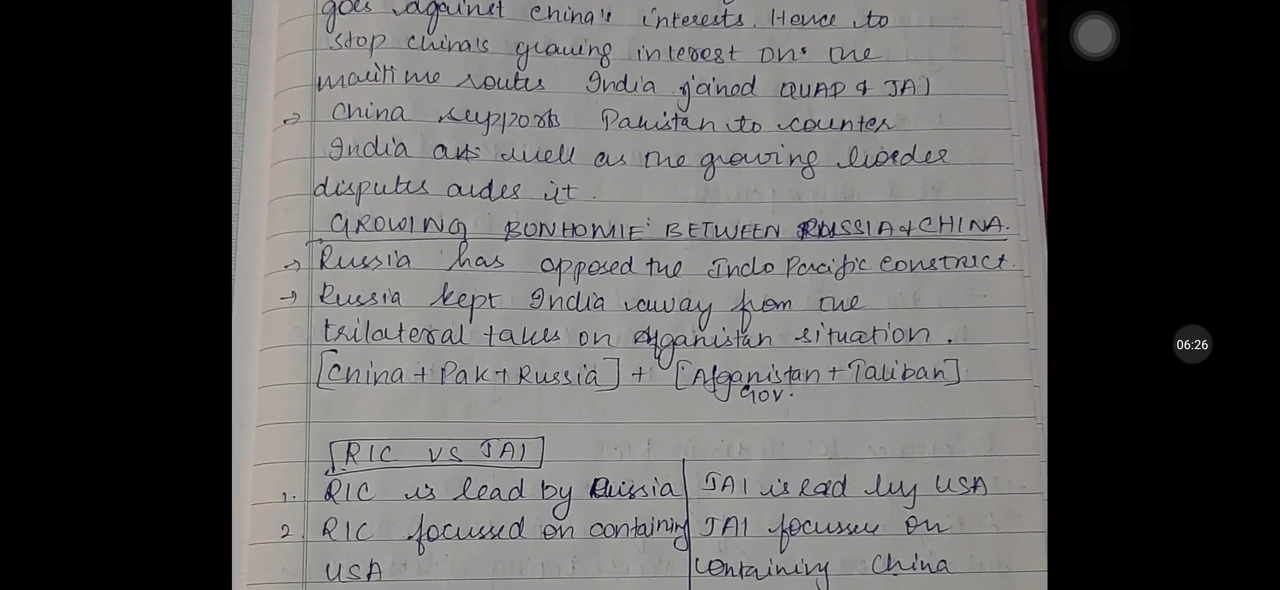 goes against China's interests. Hence to
stop china's growing interest on the
maritime routes India joined QUAD & JAI
→ China supports Pakistan to counter
India as well as the growing border
disputes aides it.
GROWING BONHOMIE BETWEEN RUSSIA & CHINA.
→ Russia has opposed the Indo Pacific construct.
→ Russia kept India away from the
trilateral takes on Afganistan situation.
[China + Pak + Russia] + [Afganistan + Taliban]
Gov.
RIC VS JAI
1. RIC is lead by Russia JAI is lead by USA
2. RIC focussed on containing JAI focusses on
USA containing China
06:26